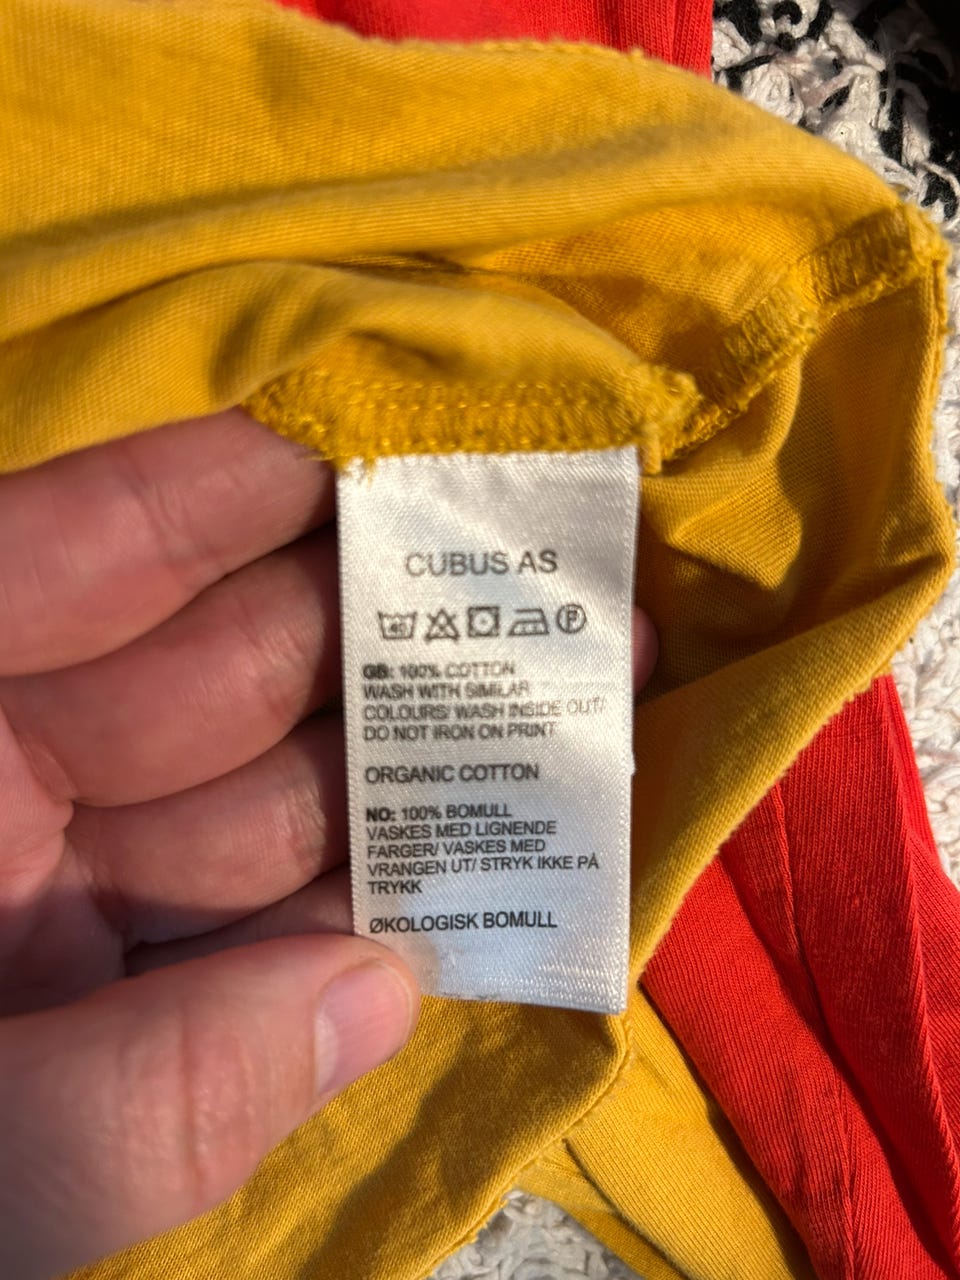 CUBUS AS
40 P
GB: 100% COTTON
WASH WITH SIMILAR
COLOURS/ WASH INSIDE OUT/
DO NOT IRON ON PRINT
ORGANIC COTTON
NO: 100% BOMULL
VASKES MED LIGNENDE
FARGER/ VASKES MED
VRANGEN UT/ STRYK IKKE PÅ
TRYKK
ØKOLOGISK BOMULL